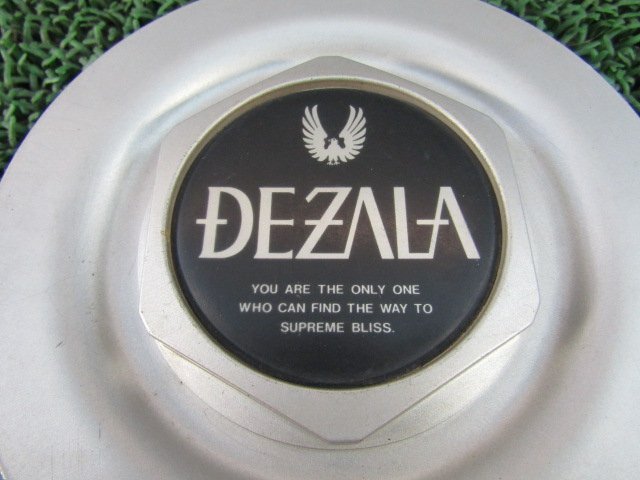 DEZALA
YOU ARE THE ONLY ONE
WHO CAN FIND THE WAY TO
SUPREME BLISS.